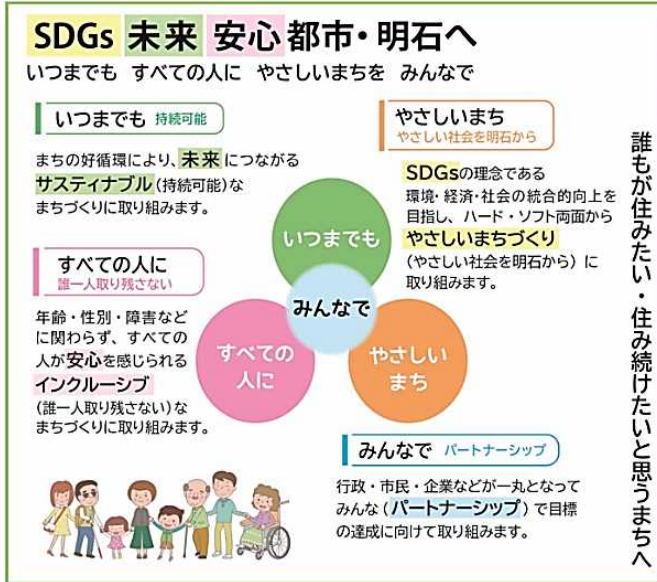 SDGs 未来 安心 都市・明石へ
いつまでも すべての人に やさしいまちを みんなで
いつまでも 持続可能
まちの好循環により、未来につながる
サスティナブル(持続可能)な
まちづくりに取り組みます。
やさしいまち
やさしい社会を明石から
SDGsの理念である
環境・経済・社会の統合的向上を
目指し、ハード・ソフト両面から
やさしいまちづくり
(やさしい社会を明石から)に
取り組みます。
すべての人に
誰一人取り残さない
年齢・性別・障害など
に関わらず、すべての
人が安心を感じられる
インクルーシブ
(誰一人取り残さない)な
まちづくりに取り組みます。
いつまでも
みんなで
すべての
人に
やさしい
まち
みんなで パートナーシップ
行政・市民・企業などが一丸となって
みんな(パートナーシップ)で目標
の達成に向けて取り組みます。
誰もが住みたい・住み続けたいと思うまちへ